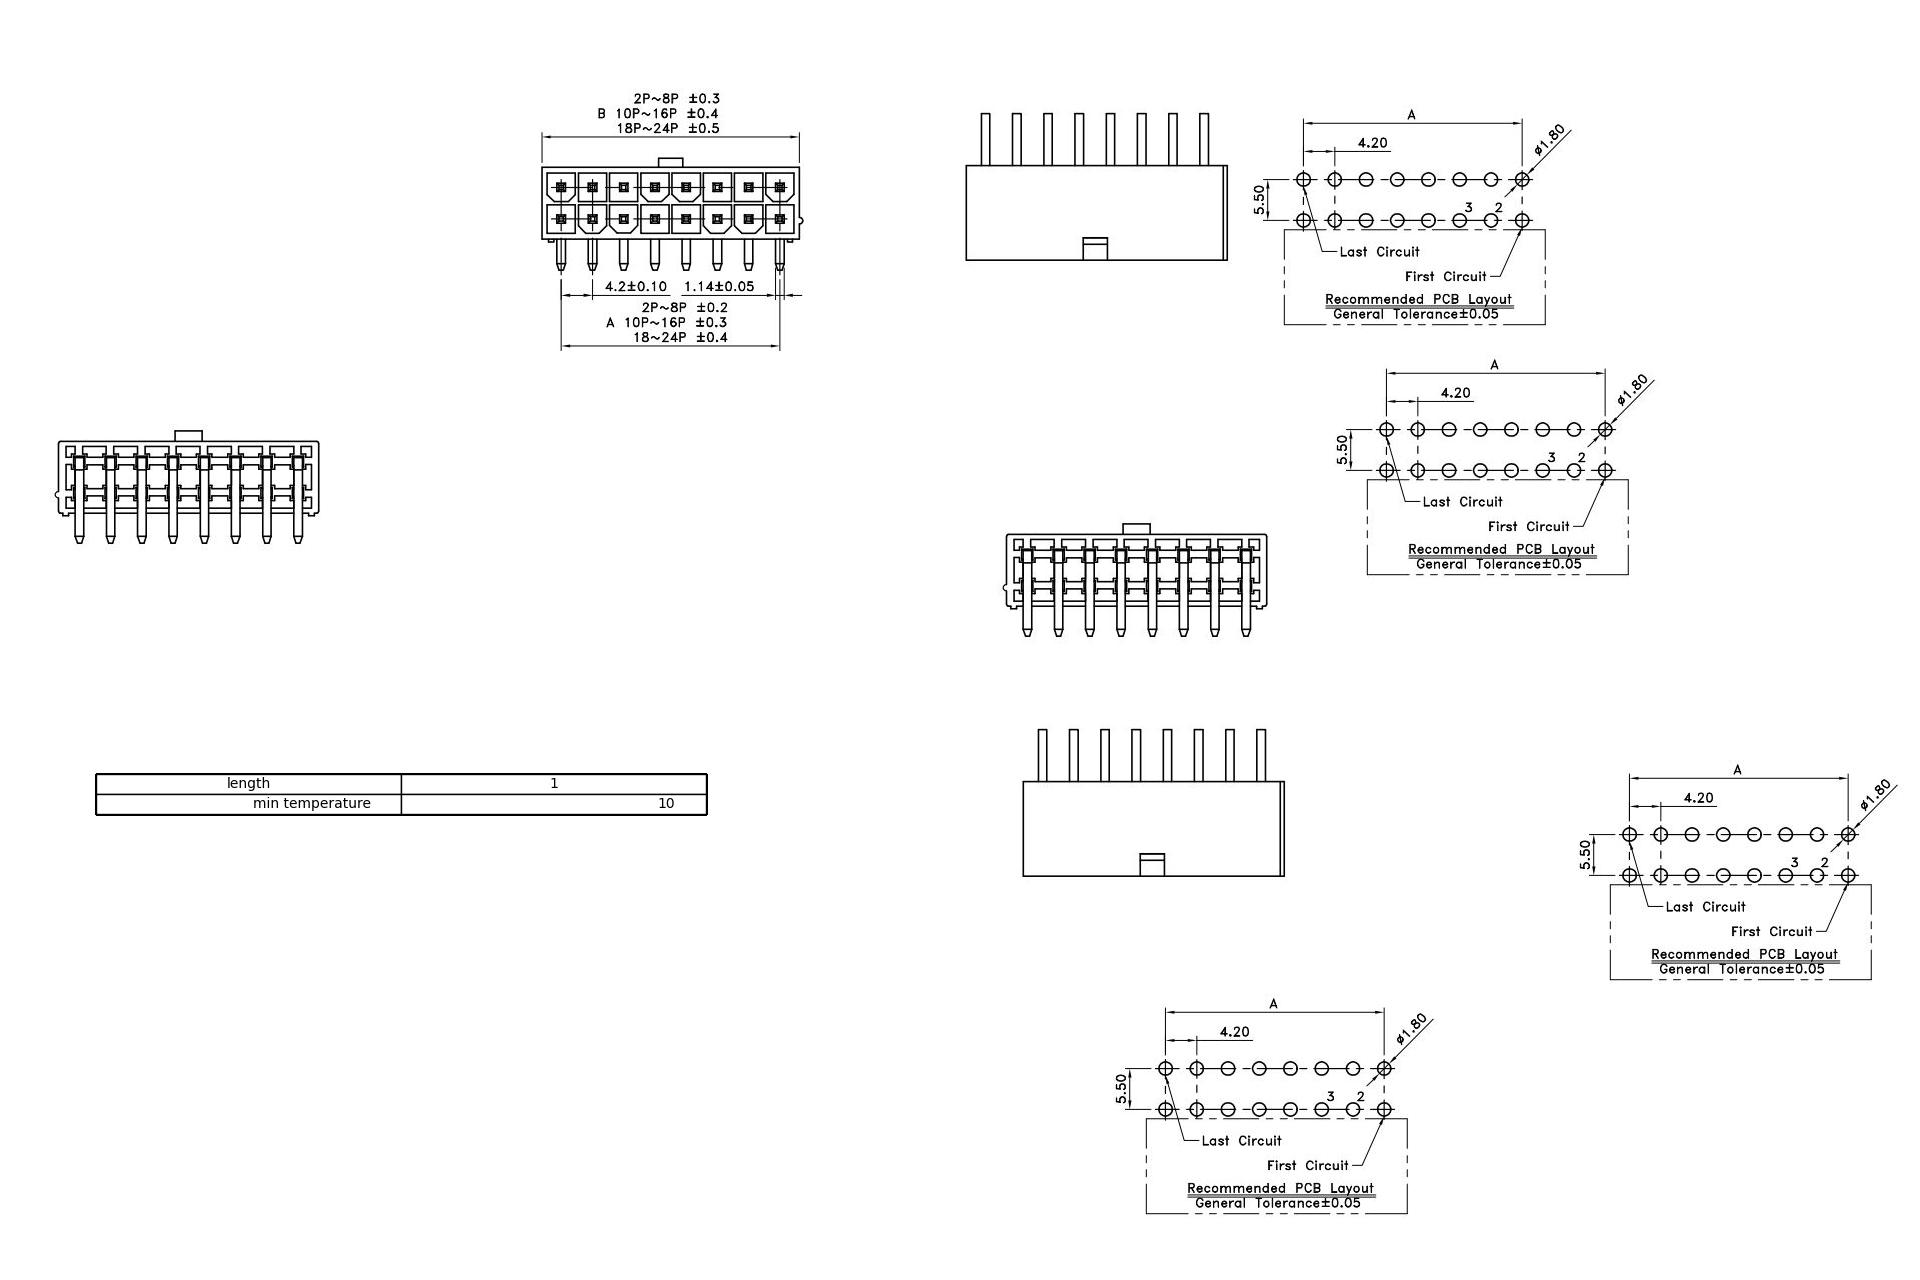 2P~8P ±0.3
B 10P~16P ±0.4
18P~24P ±0.5
4.2±0.10 1.14±0.05
2P~8P ±0.2
A 10P~16P ±0.3
18~24P ±0.4
A
4.20
ø1.80
5.50
3 2
Last Circuit
First Circuit
Recommended PCB Layout
General Tolerance±0.05
A
4.20
ø1.80
5.50
3 2
Last Circuit
First Circuit
Recommended PCB Layout
General Tolerance±0.05
length 1
min temperature 10
A
4.20
ø1.80
5.50
3 2
Last Circuit
First Circuit
Recommended PCB Layout
General Tolerance±0.05
A
4.20
ø1.80
5.50
3 2
Last Circuit
First Circuit
Recommended PCB Layout
General Tolerance±0.05